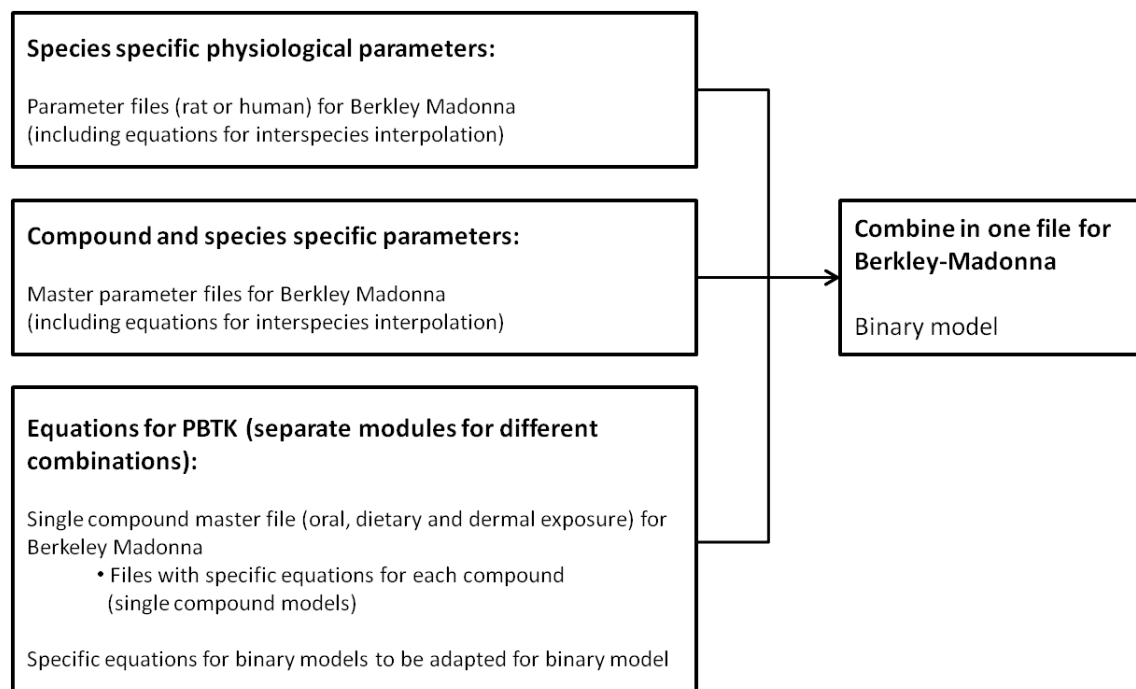 Species specific physiological parameters:
Parameter files (rat or human) for Berkley Madonna
(including equations for interspecies interpolation)
Compound and species specific parameters:
Master parameter files for Berkley Madonna
(including equations for interspecies interpolation)
Equations for PBTK (separate modules for different
combinations):
Single compound master file (oral, dietary and dermal exposure) for
Berkeley Madonna
• Files with specific equations for each compound
(single compound models)
Specific equations for binary models to be adapted for binary model
Combine in one file for
Berkley-Madonna
Binary model